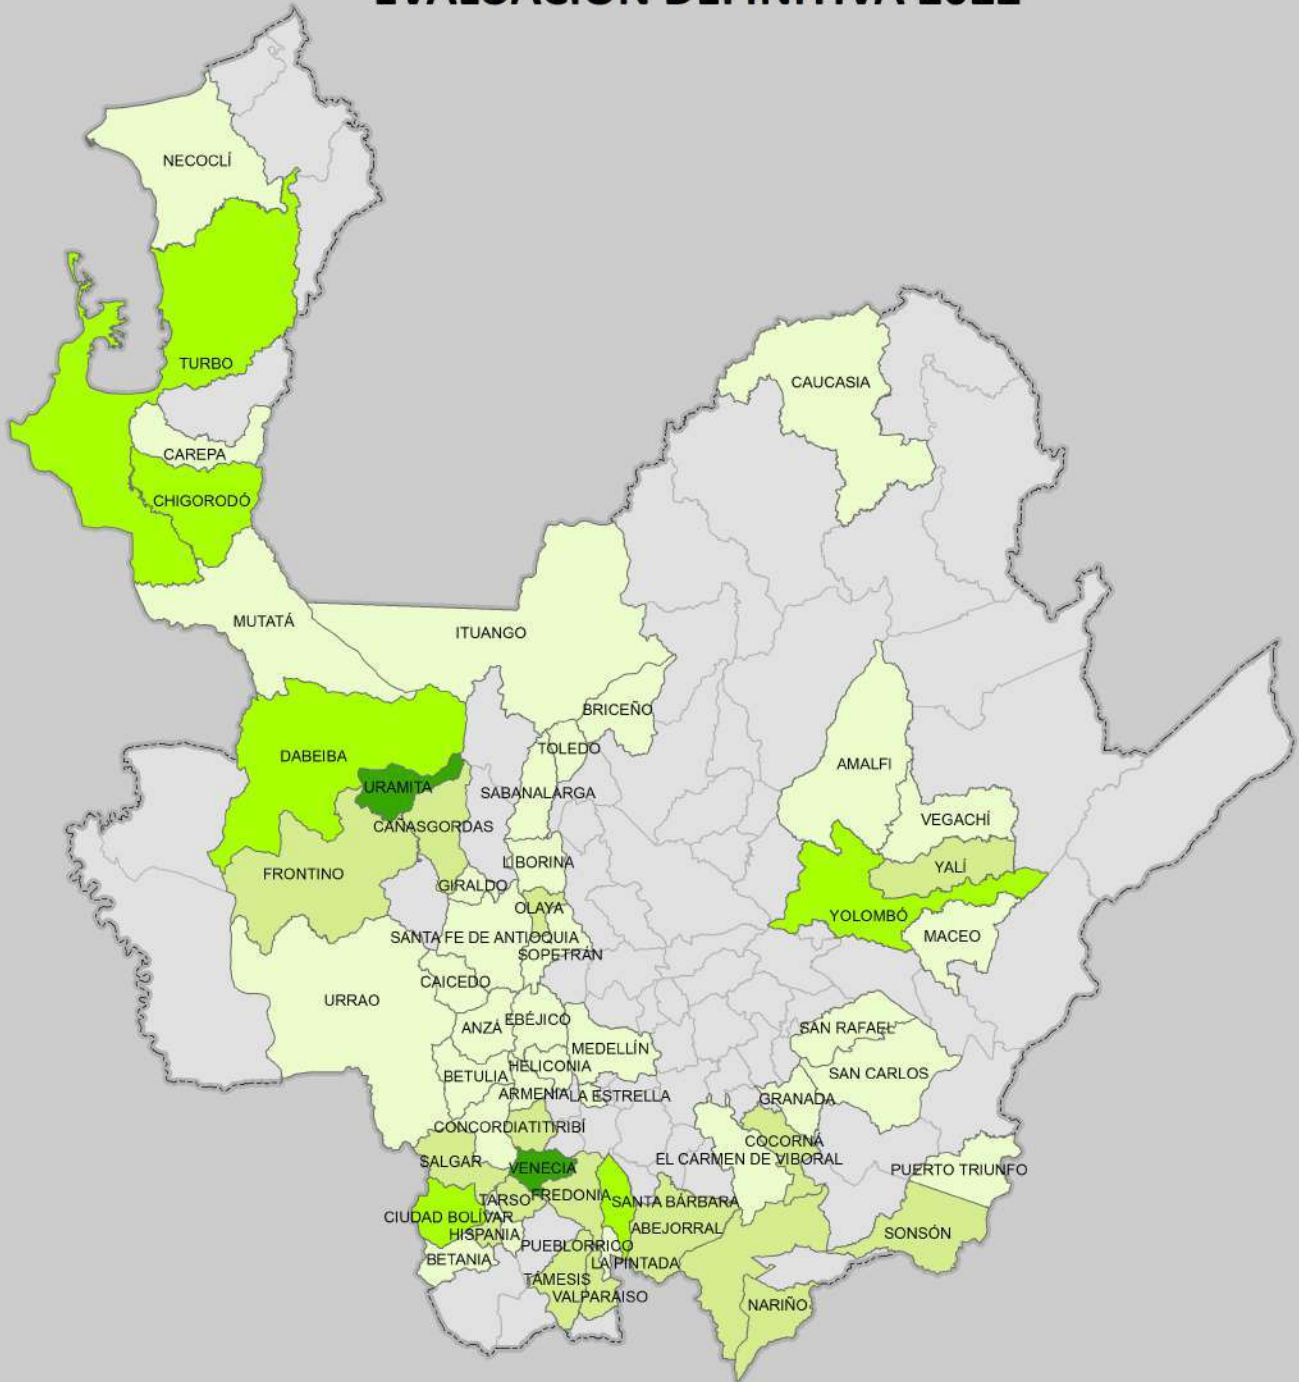 EVALUACIÓN DEFINITIVA 2022
NECOCLÍ
TURBO
CAUCASIA
CAREPA
CHIGORODÓ
MUTATÁ
ITUANGO
BRICEÑO
TOLEDO
DABEIBA
AMALFI
URAMITA
SABANALARGA
VEGACHÍ
CAÑASGORDAS
LIBORINA
YALÍ
FRONTINO
GIRALDO
OLAYA
YOLOMBÓ
SANTA FE DE ANTIOQUIA
MACEO
SOPETRÁN
CAICEDO
URRAO
EBÉJICO
ANZÁ
SAN RAFAEL
MEDELLÍN
HELICONIA
BETULIA
SAN CARLOS
ARMENIA
LA ESTRELLA
GRANADA
CONCORDIA
TITIRIBÍ
COCORNÁ
EL CARMEN DE VIBORAL
SALGAR
VENECIA
PUERTO TRIUNFO
TARSO
FREDONIA
SANTA BÁRBARA
CIUDAD BOLÍVAR
ABEJORRAL
HISPANIA
SONSÓN
PUEBLORRICO
BETANIA
LA PINTADA
TÁMESIS
VALPARAÍSO
NARIÑO